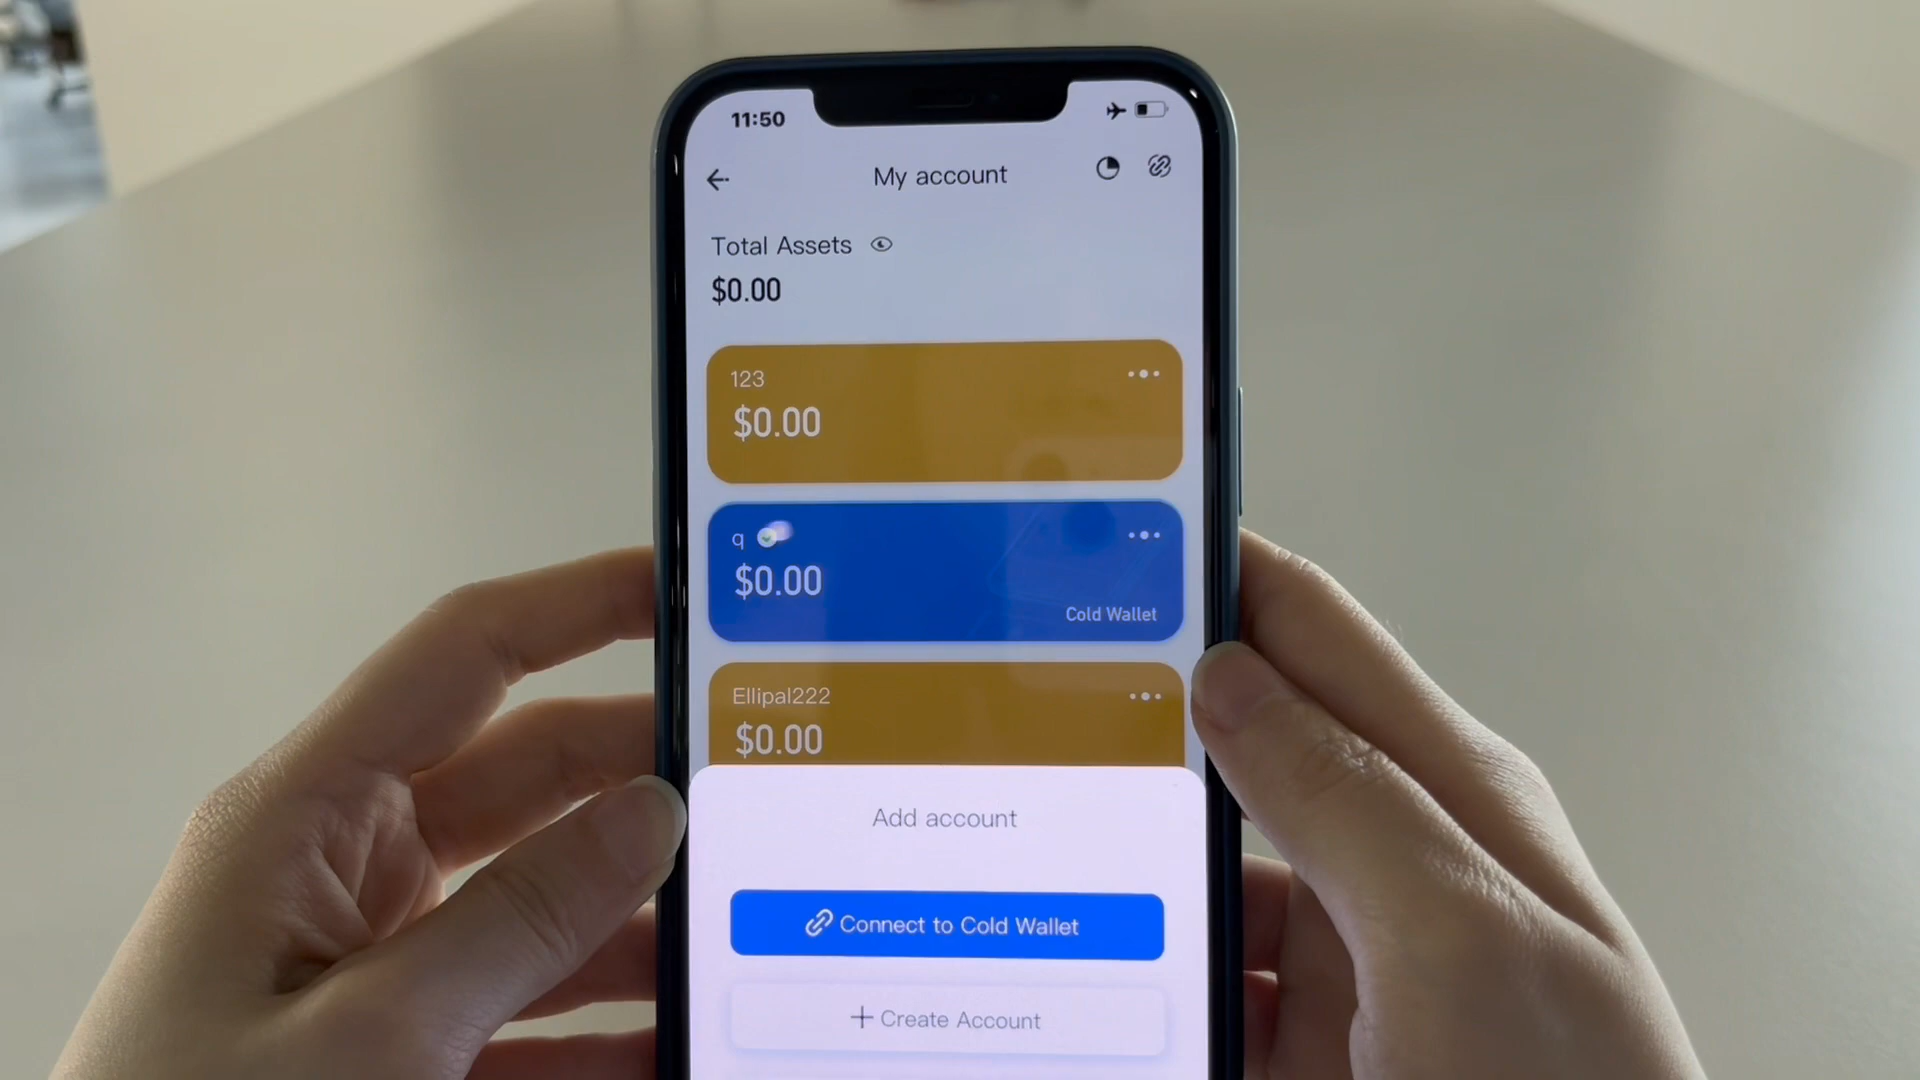 11:50
My account
Total Assets
$0.00
123
$0.00
q
$0.00
Cold Wallet
Ellipal222
$0.00
Add account
Connect to Cold Wallet
Create Account